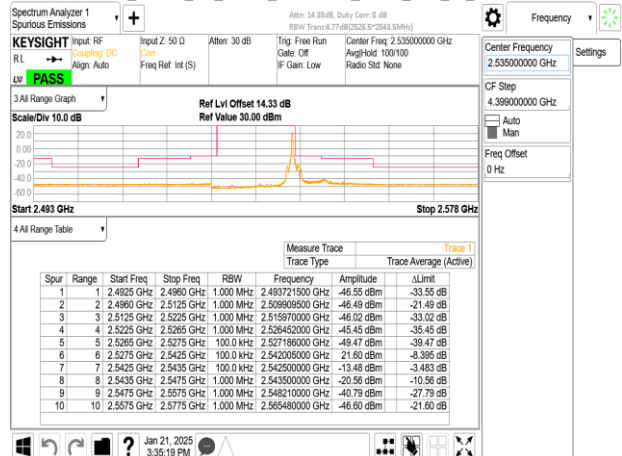 Spectrum Analyzer 1
Spurious Emissions
Attn: 14.33dB, Duty Corr: 0 dB
RBW Tranc4.77dB(2526.5~2543.5MHz)
Frequency
KEYSIGHT
RL
PASS
Input: RF
Coupling: DC
Align: Auto
Input Z: 50 Ω
Corr
Freq Ref: Int (S)
Atten: 30 dB
Trig: Free Run
Gate: Off
IF Gain: Low
Center Freq: 2.535000000 GHz
Avg|Hold: 100/100
Radio Std: None
Center Frequency
2.535000000 GHz
Settings
CF Step
4.399000000 GHz
Auto
Man
Freq Offset
0 Hz
3 All Range Graph
Scale/Div 10.0 dB
Ref Lvl Offset 14.33 dB
Ref Value 30.00 dBm
20.0
0.00
-20.0
-40.0
-60.0
Start 2.493 GHz
Stop 2.578 GHz
4 All Range Table
Measure Trace Trace 1
Trace Type Trace Average (Active)
Spur Range Start Freq Stop Freq RBW Frequency Amplitude ΔLimit
1 1 2.4925 GHz 2.4960 GHz 1.000 MHz 2.493721500 GHz -46.55 dBm -33.55 dB
2 2 2.4960 GHz 2.5125 GHz 1.000 MHz 2.509909500 GHz -46.49 dBm -21.49 dB
3 3 2.5125 GHz 2.5225 GHz 1.000 MHz 2.515970000 GHz -46.02 dBm -33.02 dB
4 4 2.5225 GHz 2.5265 GHz 1.000 MHz 2.526452000 GHz -45.45 dBm -35.45 dB
5 5 2.5265 GHz 2.5275 GHz 100.0 kHz 2.527186000 GHz -49.47 dBm -39.47 dB
6 6 2.5275 GHz 2.5425 GHz 100.0 kHz 2.542005000 GHz 21.60 dBm -8.395 dB
7 7 2.5425 GHz 2.5435 GHz 100.0 kHz 2.542500000 GHz -13.48 dBm -3.483 dB
8 8 2.5435 GHz 2.5475 GHz 1.000 MHz 2.543500000 GHz -20.56 dBm -10.56 dB
9 9 2.5475 GHz 2.5575 GHz 1.000 MHz 2.548210000 GHz -40.79 dBm -27.79 dB
10 10 2.5575 GHz 2.5775 GHz 1.000 MHz 2.565480000 GHz -46.60 dBm -21.60 dB
?
Jan 21, 2025
3:35:19 PM